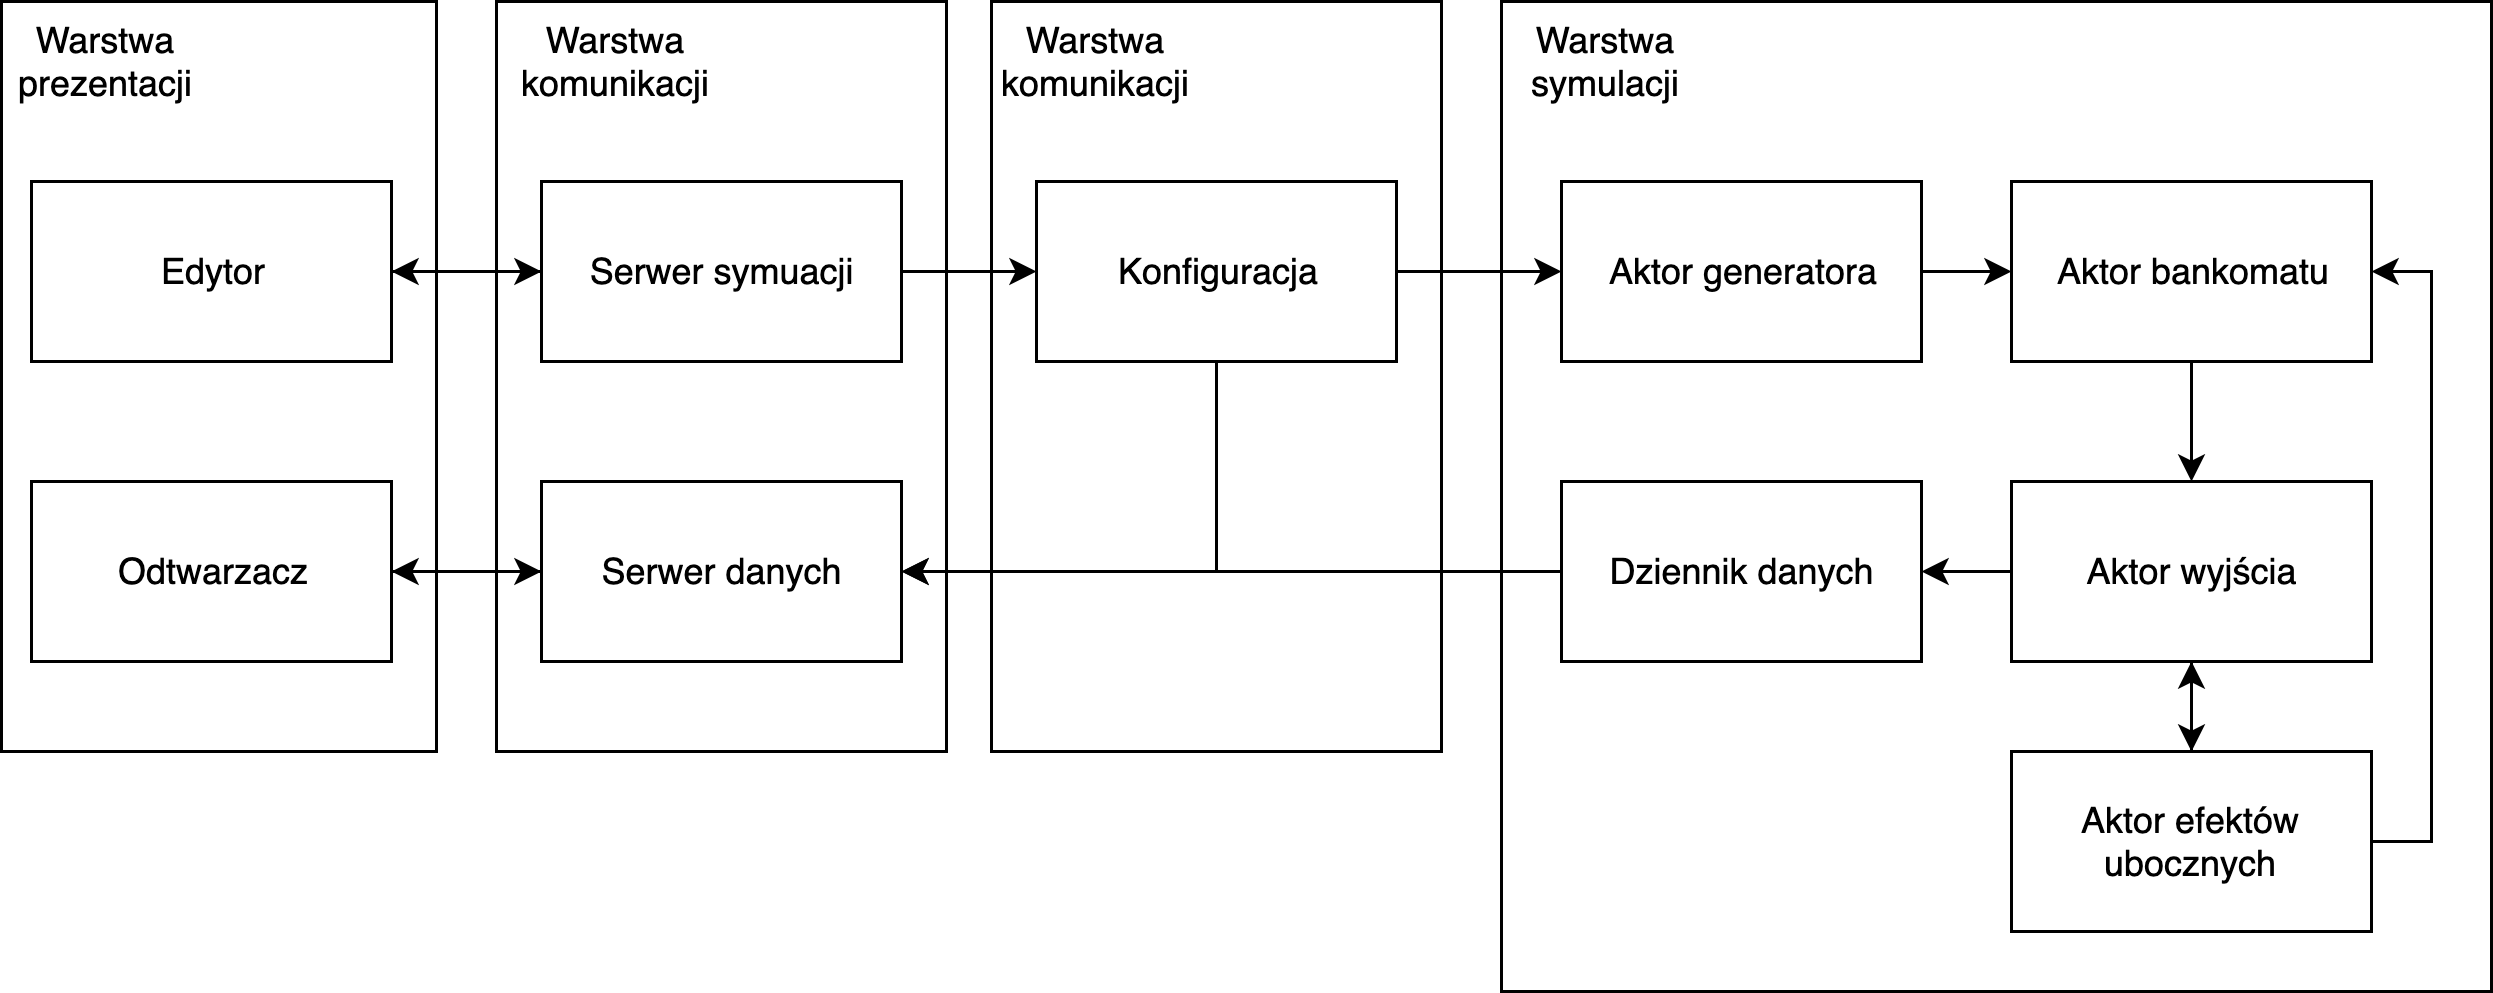 Warstwa
prezentacji
Warstwa
komunikacji
Warstwa
komunikacji
Warstwa
symulacji
Edytor
Serwer symuacji
Konfiguracja
Aktor generatora
Aktor bankomatu
Odtwarzacz
Serwer danych
Dziennik danych
Aktor wyjścia
Aktor efektów
ubocznych